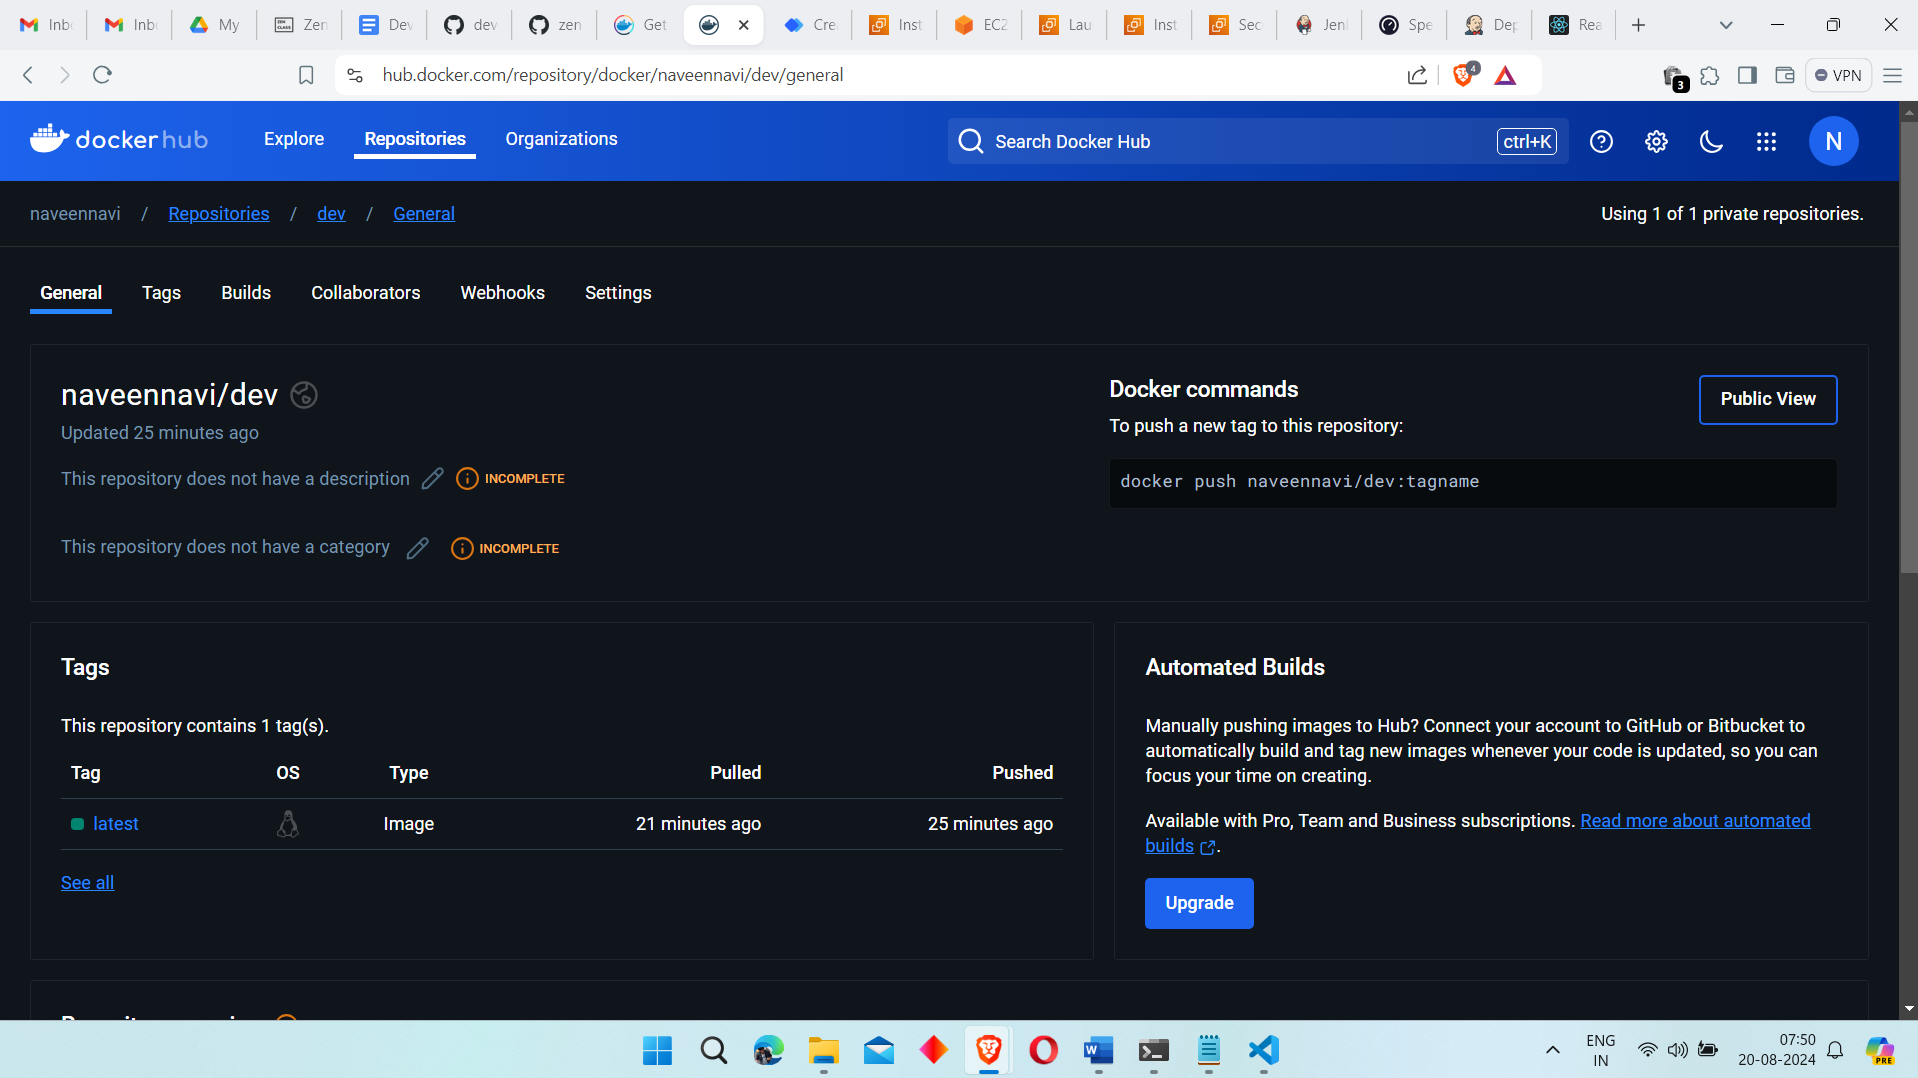 Inbo
Inbo
My
Zen
Dev
dev
zen
Get
Cre
Inst
EC2
Lau
Inst
Sec
Jenl
Spe
Dep
Rea
hub.docker.com/repository/docker/naveennavi/dev/general
4
3
VPN
docker hub
Explore
Repositories
Organizations
Search Docker Hub
ctrl+K
N
naveennavi / Repositories / dev / General
Using 1 of 1 private repositories.
General
Tags
Builds
Collaborators
Webhooks
Settings
naveennavi/dev
Updated 25 minutes ago
This repository does not have a description
INCOMPLETE
This repository does not have a category
INCOMPLETE
Docker commands
To push a new tag to this repository:
docker push naveennavi/dev:tagname
Public View
Tags
This repository contains 1 tag(s).
Tag OS Type Pulled Pushed
latest Image 21 minutes ago 25 minutes ago
See all
Automated Builds
Manually pushing images to Hub? Connect your account to GitHub or Bitbucket to
automatically build and tag new images whenever your code is updated, so you can
focus your time on creating.
Available with Pro, Team and Business subscriptions. Read more about automated
builds .
Upgrade
ENG
IN
07:50
20-08-2024
PRE